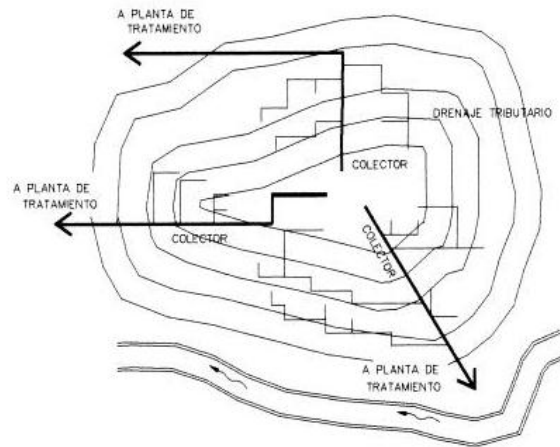 A PLANTA DE
TRATAMIENTO
DRENAJE TRIBUTARIO
COLECTOR
A PLANTA DE
TRATAMIENTO
COLECTOR
COLECTOR
A PLANTA DE
TRATAMIENTO